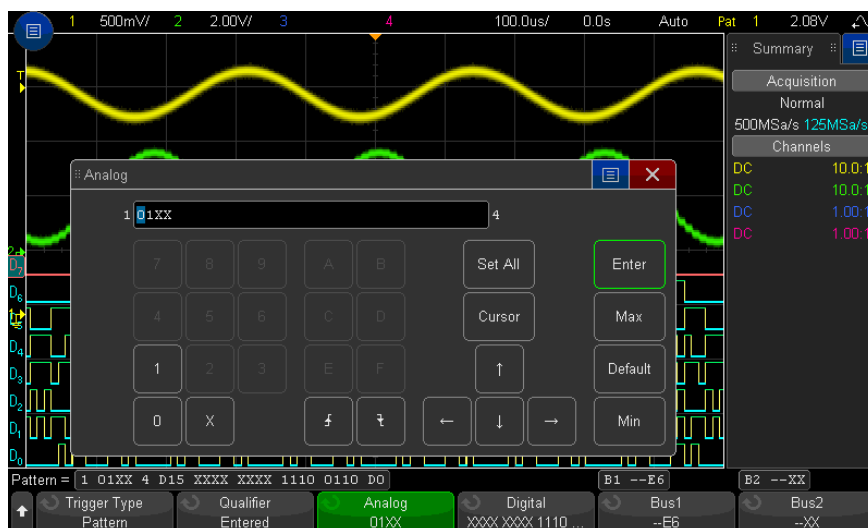 1 500mV/ 2 2.00V/ 3 4 100.0us/ 0.0s Auto Pat 1 2.08V
Summary
Acquisition
Normal
500MSa/s 125MSa/s
Channels
DC 10.0:1
DC 10.0:1
DC 1.00:1
DC 1.00:1
T
Analog
1 01XX 4
7 8 9 A B Set All Enter
4 5 6 C D Cursor Max
1 2 3 E F ↑ Default
0 X ← ↓ → Min
2
D7
D6
D4
D3
D2
D1
D0
Pattern = 1 01XX 4 D15 XXXX XXXX 1110 0110 D0 B1 --E6 B2 --XX
Trigger Type Qualifier Analog Digital Bus1 Bus2
Pattern Entered 01XX XXXX XXXX 1110 ... --E6 --XX